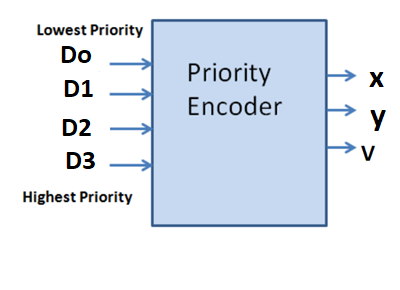 Lowest Priority
Do
D1
D2
D3
Highest Priority
Priority
Encoder
x
y
V